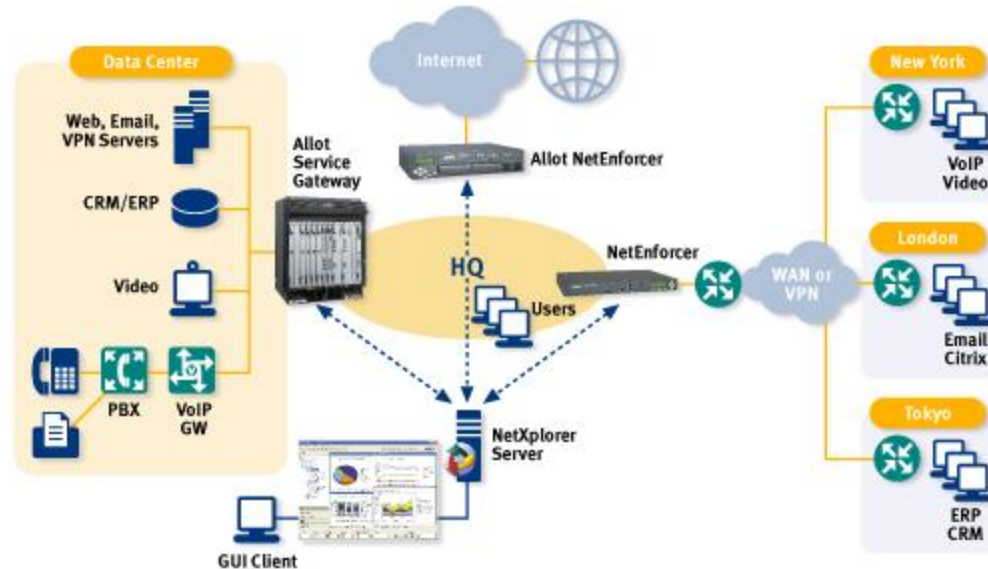 Data Center
Web, Email,
VPN Servers
CRM/ERP
Video
PBX
VoIP
GW
Allot
Service
Gateway
Internet
Allot NetEnforcer
HQ
Users
NetEnforcer
WAN or
VPN
NetXplorer
Server
GUI Client
New York
VoIP
Video
London
Email
Citrix
Tokyo
ERP
CRM